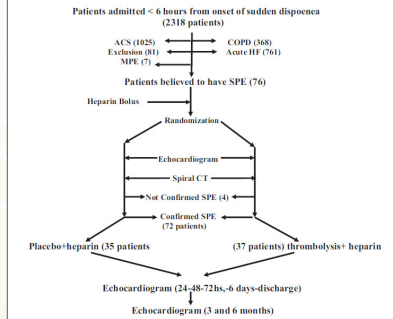 Patients admitted < 6 hours from onset of sudden dispoenea
(2318 patients)
ACS (1025)
COPD (368)
Exclusion (81)
Acute HF (761)
MPE (7)
Patients believed to have SPE (76)
Heparin Bolus
Randomization
Echocardiogram
Spiral CT
Not Confirmed SPE (4)
Confirmed SPE
(72 patients)
Placebo+heparin (35 patients
(37 patients) thrombolysis+ heparin
Echocardiogram (24-48-72hs,-6 days-discharge)
Echocardiogram (3 and 6 months)